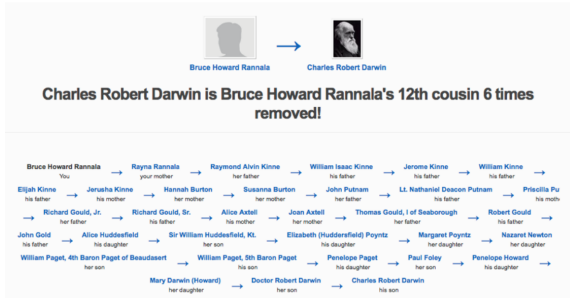 Bruce Howard Rannala → Charles Robert Darwin
Charles Robert Darwin is Bruce Howard Rannala's 12th cousin 6 times
removed!
Bruce Howard Rannala → Rayna Rannala → Raymond Alvin Kinne → William Isaac Kinne → Jerome Kinne → William Kinne →
You your mother her father his father his father his father
Elijah Kinne → Jerusha Kinne → Hannah Burton → Susanna Burton → John Putnam → Lt. Nathaniel Deacon Putnam → Priscilla Pu
his father his mother her mother her mother her father his father his moth
→ Richard Gould, Jr. → Richard Gould, Sr. → Alice Axtell → Joan Axtell → Thomas Gould, I of Seaborough → Robert Gould →
her father his father his mother her mother her father his father
John Gold → Alice Huddesfield → Sir William Huddesfield, Kt. → Elizabeth (Huddersfield) Poyntz → Margaret Poyntz → Nazaret Newton →
his father his daughter her son his daughter her daughter her daughter
William Paget, 4th Baron Paget of Beaudasert → William Paget, 5th Baron Paget → Penelope Paget → Paul Foley → Penelope Howard →
her son his son his daughter her son his daughter
Mary Darwin (Howard) → Doctor Robert Darwin → Charles Robert Darwin
her daughter her son his son